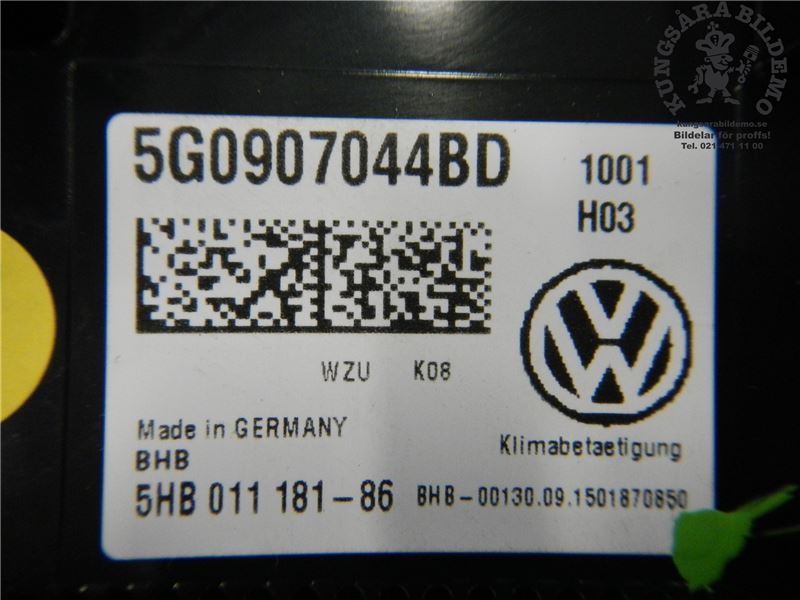 KUNGSÅRA BILDEMO
kungsarabildemo.se
Bildelar för proffs!
Tel. 021-471 11 00
5G0907044BD
1001
H03
WZU K08
Made in GERMANY
BHB
Klimabetaetigung
5HB 011 181-86
BHB-00130.09.1501870850